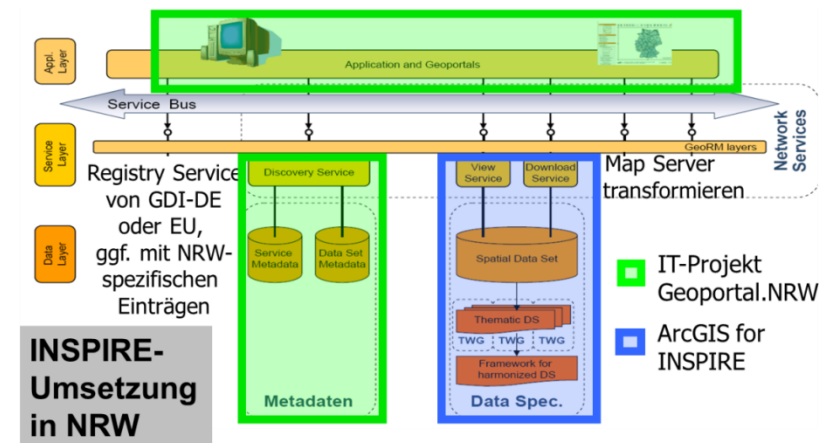 Appl.
Layer
Application and Geoportals
Service Bus
Service
Layer
GeoRM layers
Network
Services
Registry Service
von GDI-DE
oder EU,
ggf. mit NRW-
spezifischen
Einträgen
Discovery Service
View
Service
Download
Service
Map Server
transformieren
Data
Layer
Service
Metadata
Data Set
Metadata
Spatial Data Set
Thematic DS
TWG
TWG
TWG
Framework for
harmonized DS
Metadaten
Data Spec.
IT-Projekt
Geoportal.NRW
ArcGIS for
INSPIRE
INSPIRE-
Umsetzung
in NRW